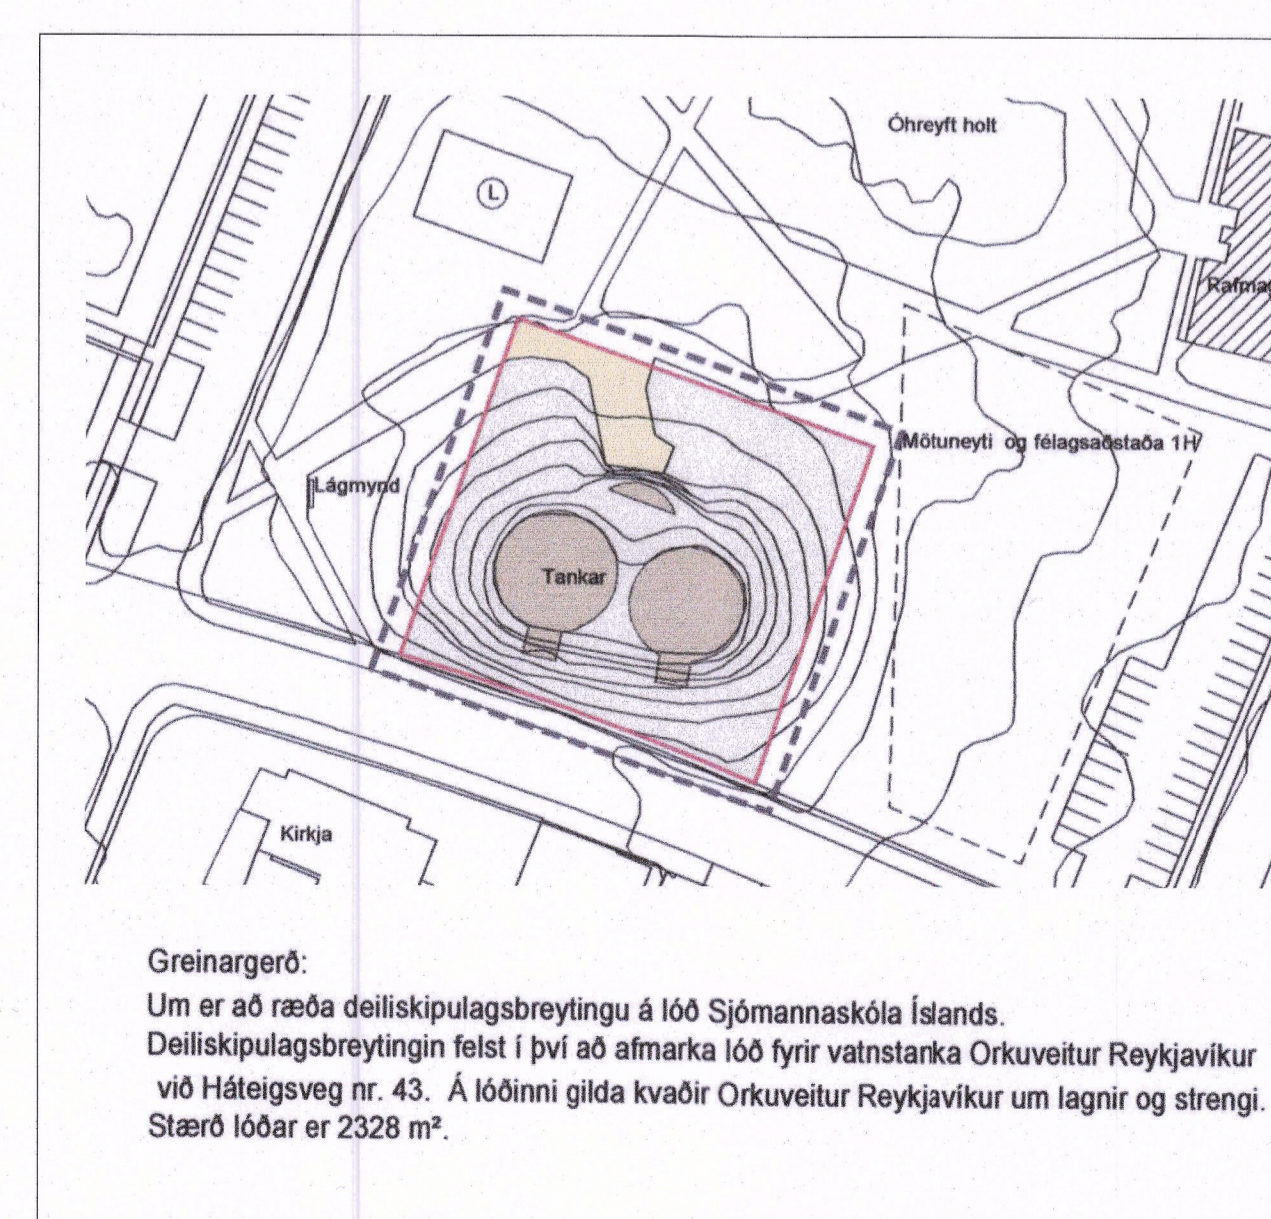 Óhreyft holt
L
Mötuneyti og félagsaðstaða 1H
Lágmynd
Tankar
Kirkja
Greinargerð:
Um er að ræða deiliskipulagsbreytingu á lóð Sjómannaskóla Íslands.
Deiliskipulagsbreytingin felst í því að afmarka lóð fyrir vatnstanka Orkuveitur Reykjavíkur
við Háteigsveg nr. 43. Á lóðinni gilda kvaðir Orkuveitur Reykjavíkur um lagnir og strengi.
Stærð lóðar er 2328 m².